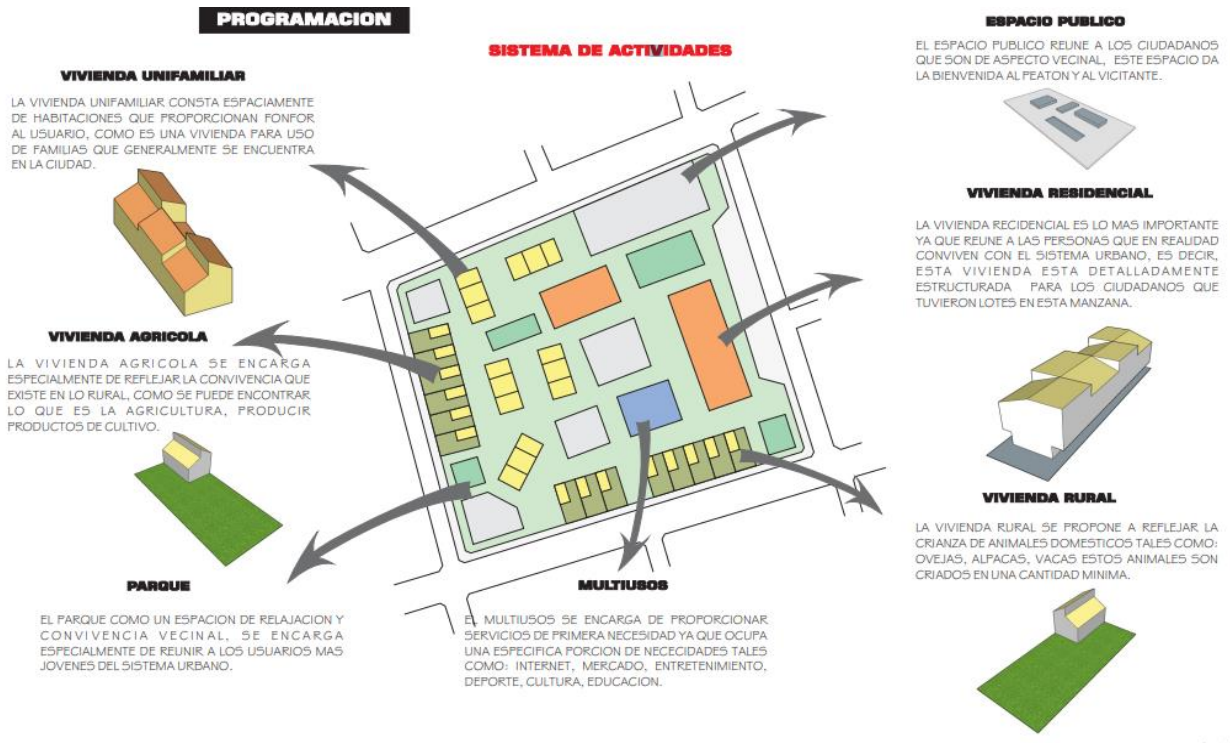 PROGRAMACION
SISTEMA DE ACTIVIDADES
VIVIENDA UNIFAMILIAR
LA VIVIENDA UNIFAMILIAR CONSTA ESPACIAMENTE
DE HABITACIONES QUE PROPORCIONAN FONFOR
AL USUARIO, COMO ES UNA VIVIENDA PARA USO
DE FAMILIAS QUE GENERALMENTE SE ENCUENTRA
EN LA CIUDAD.
VIVIENDA AGRICOLA
LA VIVIENDA AGRICOLA SE ENCARGA
ESPECIALMENTE DE REFLEJAR LA CONVIVENCIA QUE
EXISTE EN LO RURAL, COMO SE PUEDE ENCONTRAR
LO QUE ES LA AGRICULTURA, PRODUCIR
PRODUCTOS DE CULTIVO.
PARQUE
EL PARQUE COMO UN ESPACION DE RELAJACION Y
CONVIVENCIA VECINAL, SE ENCARGA
ESPECIALMENTE DE REUNIR A LOS USUARIOS MAS
JOVENES DEL SISTEMA URBANO.
MULTIUSOS
EL MULTIUSOS SE ENCARGA DE PROPORCIONAR
SERVICIOS DE PRIMERA NECESIDAD YA QUE OCUPA
UNA ESPECIFICA PORCION DE NECECIDADES TALES
COMO: INTERNET, MERCADO, ENTRETENIMIENTO,
DEPORTE, CULTURA, EDUCACION.
ESPACIO PUBLICO
EL ESPACIO PUBLICO REUNE A LOS CIUDADANOS
QUE SON DE ASPECTO VECINAL, ESTE ESPACIO DA
LA BIENVENIDA AL PEATON Y AL VICITANTE.
VIVIENDA RESIDENCIAL
LA VIVIENDA RECIDENCIAL ES LO MAS IMPORTANTE
YA QUE REUNE A LAS PERSONAS QUE EN REALIDAD
CONVIVEN CON EL SISTEMA URBANO, ES DECIR,
ESTA VIVIENDA ESTA DETALLADAMENTE
ESTRUCTURADA PARA LOS CIUDADANOS QUE
TUVIERON LOTES EN ESTA MANZANA.
VIVIENDA RURAL
LA VIVIENDA RURAL SE PROPONE A REFLEJAR LA
CRIANZA DE ANIMALES DOMESTICOS TALES COMO:
OVEJAS, ALPACAS, VACAS ESTOS ANIMALES SON
CRIADOS EN UNA CANTIDAD MINIMA.